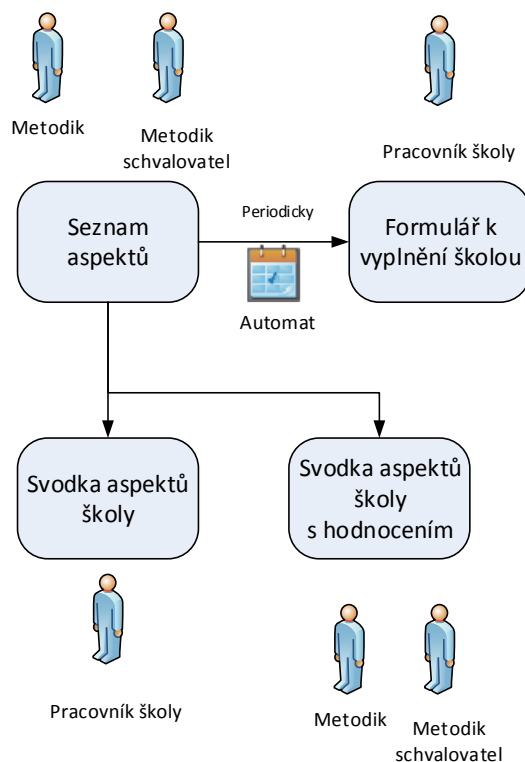 Metodik
Metodik
schvalovatel
Pracovník školy
Seznam
aspektů
Periodicky
Automat
Formulář k
vyplnění školou
Svodka aspektů
školy
Svodka aspektů
školy
s hodnocením
Pracovník školy
Metodik
Metodik
schvalovatel